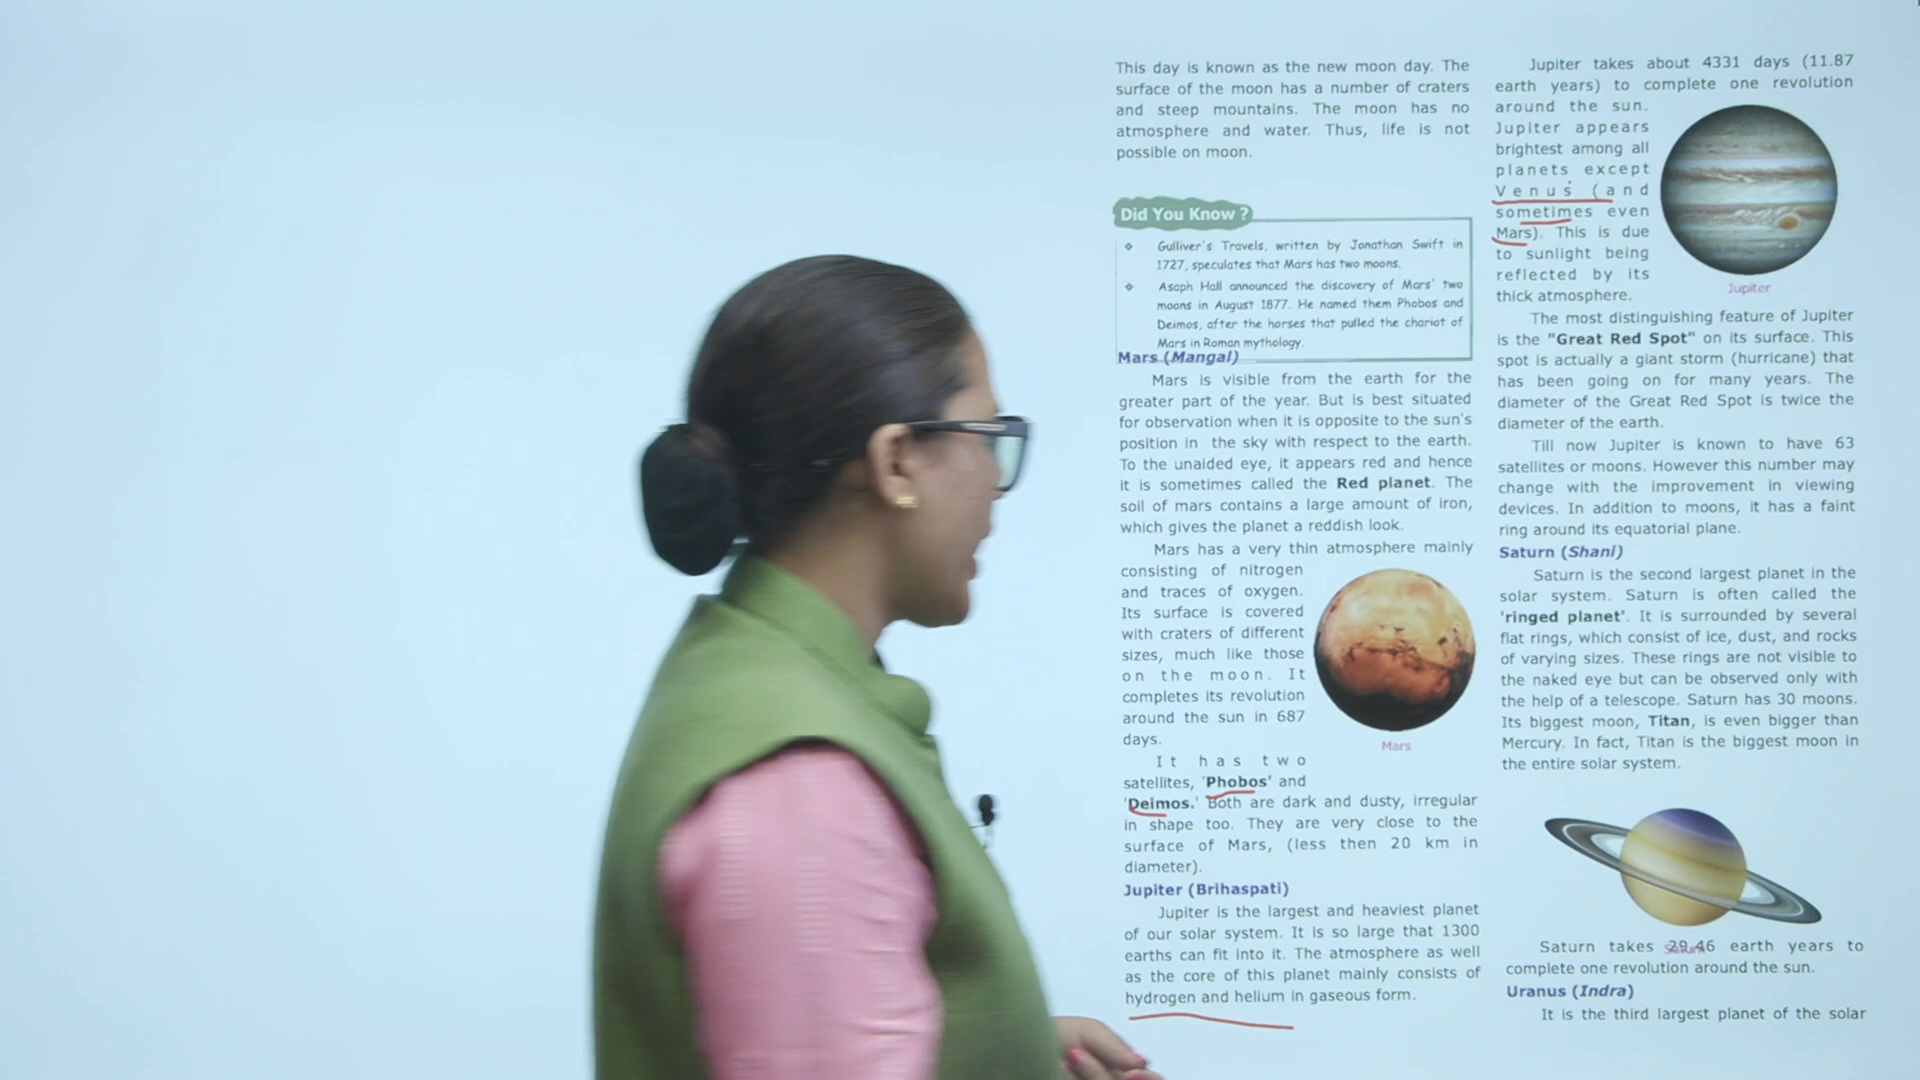 This day is known as the new moon day. The
surface of the moon has a number of craters
and steep mountains. The moon has no
atmosphere and water. Thus, life is not
possible on moon.
Did You Know ?
Gulliver's Travels, written by Jonathan Swift in
1727, speculates that Mars has two moons.
Asaph Hall announced the discovery of Mars' two
moons in August 1877. He named them Phobos and
Deimos, after the horses that pulled the chariot of
Mars in Roman mythology.
Mars (Mangal)
Mars is visible from the earth for the
greater part of the year. But is best situated
for observation when it is opposite to the sun's
position in the sky with respect to the earth.
To the unaided eye, it appears red and hence
it is sometimes called the Red planet. The
soil of mars contains a large amount of iron,
which gives the planet a reddish look.
Mars has a very thin atmosphere mainly
consisting of nitrogen
and traces of oxygen.
Its surface is covered
with craters of different
sizes, much like those
on the moon. It
completes its revolution
around the sun in 687
days.
Mars
It has two
satellites, 'Phobos' and
'Deimos.' Both are dark and dusty, irregular
in shape too. They are very close to the
surface of Mars, (less then 20 km in
diameter).
Jupiter (Brihaspati)
Jupiter is the largest and heaviest planet
of our solar system. It is so large that 1300
earths can fit into it. The atmosphere as well
as the core of this planet mainly consists of
hydrogen and helium in gaseous form.
Jupiter takes about 4331 days (11.87
earth years) to complete one revolution
around the sun.
Jupiter appears
brightest among all
planets except
Venus (and
sometimes even
Mars). This is due
to sunlight being
reflected by its
thick atmosphere.
Jupiter
The most distinguishing feature of Jupiter
is the "Great Red Spot" on its surface. This
spot is actually a giant storm (hurricane) that
has been going on for many years. The
diameter of the Great Red Spot is twice the
diameter of the earth.
Till now Jupiter is known to have 63
satellites or moons. However this number may
change with the improvement in viewing
devices. In addition to moons, it has a faint
ring around its equatorial plane.
Saturn (Shani)
Saturn is the second largest planet in the
solar system. Saturn is often called the
'ringed planet'. It is surrounded by several
flat rings, which consist of ice, dust, and rocks
of varying sizes. These rings are not visible to
the naked eye but can be observed only with
the help of a telescope. Saturn has 30 moons.
Its biggest moon, Titan, is even bigger than
Mercury. In fact, Titan is the biggest moon in
the entire solar system.
Saturn takes 29.46 earth years to
complete one revolution around the sun.
Uranus (Indra)
It is the third largest planet of the solar